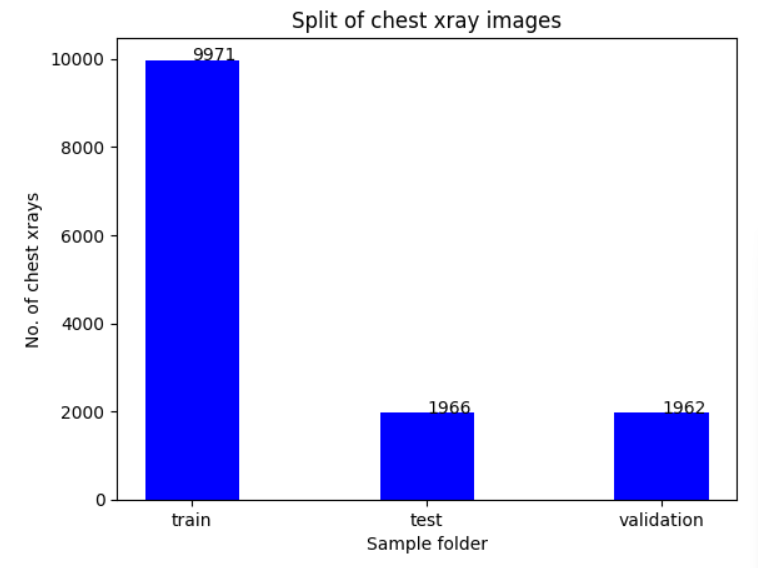 Split of chest xray images
10000
8000
6000
4000
2000
0
No. of chest xrays
9971
1966
1962
train
test
validation
Sample folder